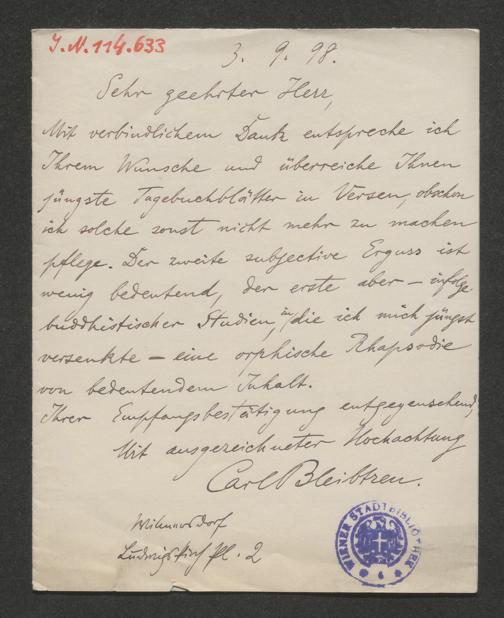 J.N.114.633
3. 9. 98.
Sehr geehrter Herr,
Mit verbindlichem Dank entspreche ich
Ihrem Wunsche und überreiche Ihnen
jüngste Tagebuchblätter in Versen, obschon
ich solche sonst nicht mehr zu machen
pflege. Der zweite subjective Erguss ist
wenig bedeutend, der erste aber – infolge
buddhistischer Studien, in die ich mich jüngst
versenkte – eine orphische Rhapsodie
von bedeutendem Inhalt.
Ihrer Empfangsbestätigung entgegensehend,
Mit ausgezeichneter Hochachtung
Carl Bleibtreu.
Wilmersdorf
Ludwigskirchpl. 2
WIENER STADTBIBLIOTHEK